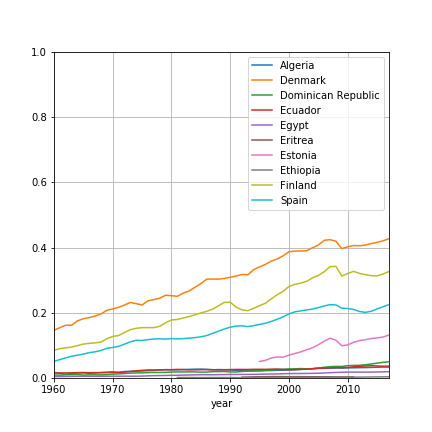 1.0
0.8
0.6
0.4
0.2
0.0
1960
1970
1980
1990
2000
2010
year
Algeria
Denmark
Dominican Republic
Ecuador
Egypt
Eritrea
Estonia
Ethiopia
Finland
Spain